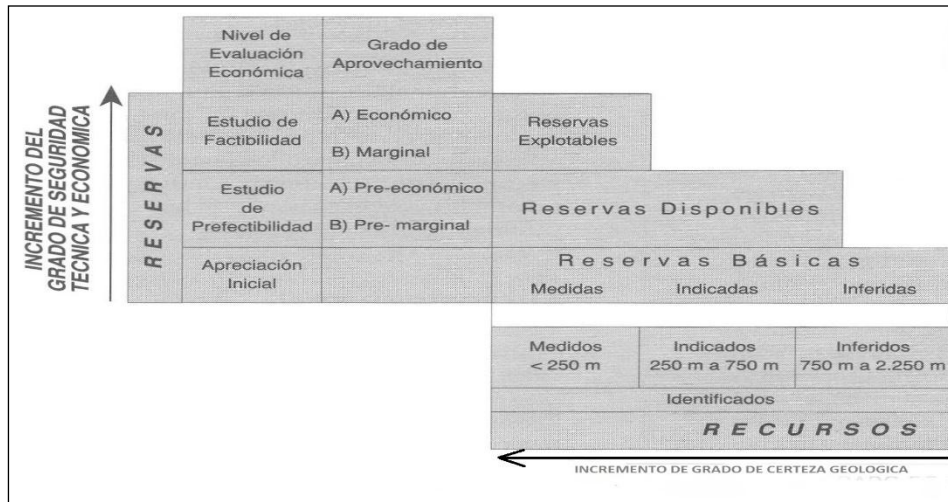 Nivel de
Evaluación
Económica
Grado de
Aprovechamiento
INCREMENTO DEL
GRADO DE SEGURIDAD
TECNICA Y ECONOMICA
RESERVAS
Estudio de
Factibilidad
A) Económico
B) Marginal
Reservas
Explotables
Estudio
de
Prefectibilidad
A) Pre-económico
B) Pre- marginal
Reservas Disponibles
Apreciación
Inicial
Reservas Básicas
Medidas Indicadas Inferidas
Medidos
< 250 m
Indicados
250 m a 750 m
Inferidos
750 m a 2.250 m
Identificados
RECURSOS
INCREMENTO DE GRADO DE CERTEZA GEOLOGICA